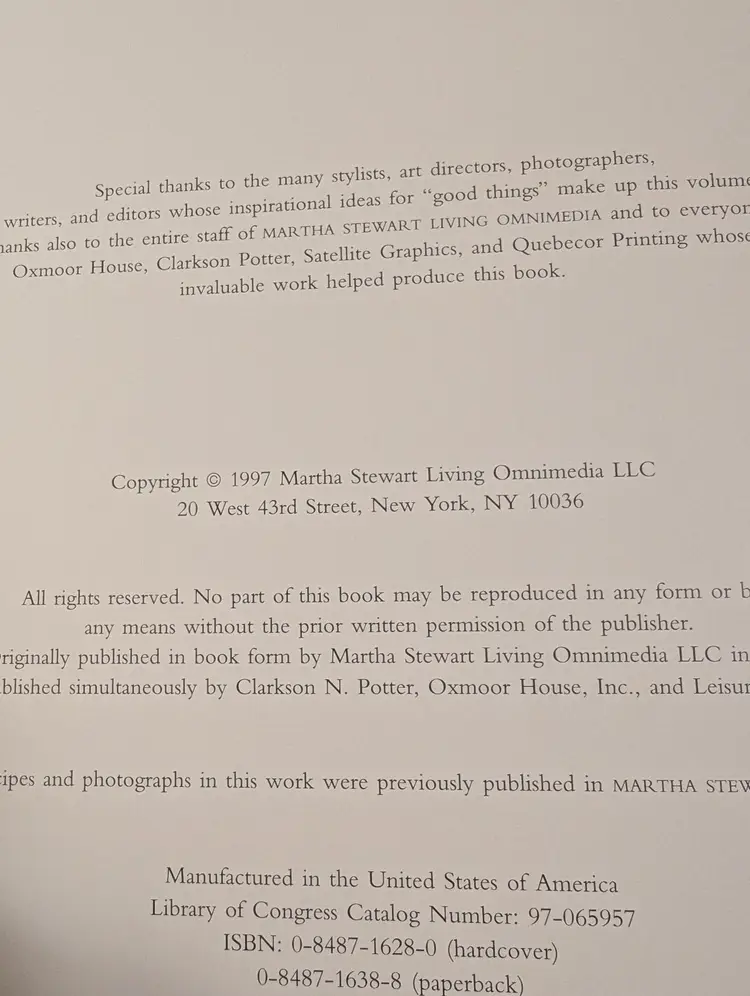 Special thanks to the many stylists, art directors, photographers,
writers, and editors whose inspirational ideas for “good things” make up this volume
hanks also to the entire staff of MARTHA STEWART LIVING OMNIMEDIA and to everyon
Oxmoor House, Clarkson Potter, Satellite Graphics, and Quebecor Printing whose
invaluable work helped produce this book.
Copyright © 1997 Martha Stewart Living Omnimedia LLC
20 West 43rd Street, New York, NY 10036
All rights reserved. No part of this book may be reproduced in any form or b
any means without the prior written permission of the publisher.
riginally published in book form by Martha Stewart Living Omnimedia LLC in
blished simultaneously by Clarkson N. Potter, Oxmoor House, Inc., and Leisur
ipes and photographs in this work were previously published in MARTHA STEW
Manufactured in the United States of America
Library of Congress Catalog Number: 97-065957
ISBN: 0-8487-1628-0 (hardcover)
0-8487-1638-8 (paperback)